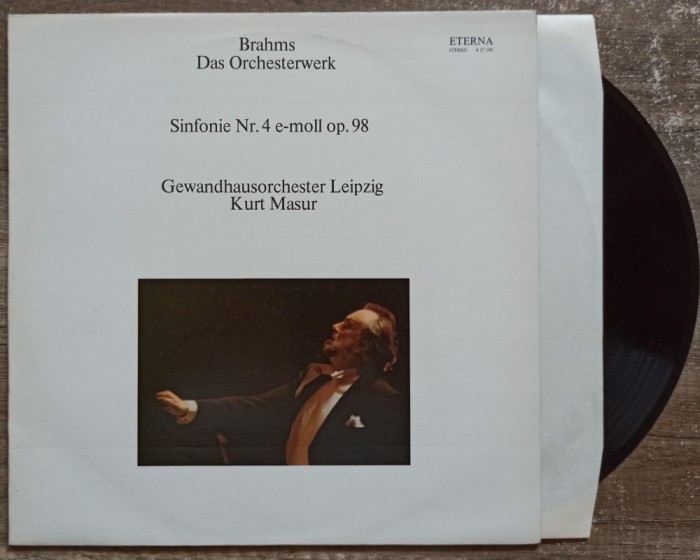 Brahms
Das Orchesterwerk
ETERNA
STEREO
Sinfonie Nr. 4 e-moll op. 98
Gewandhausorchester Leipzig
Kurt Masur